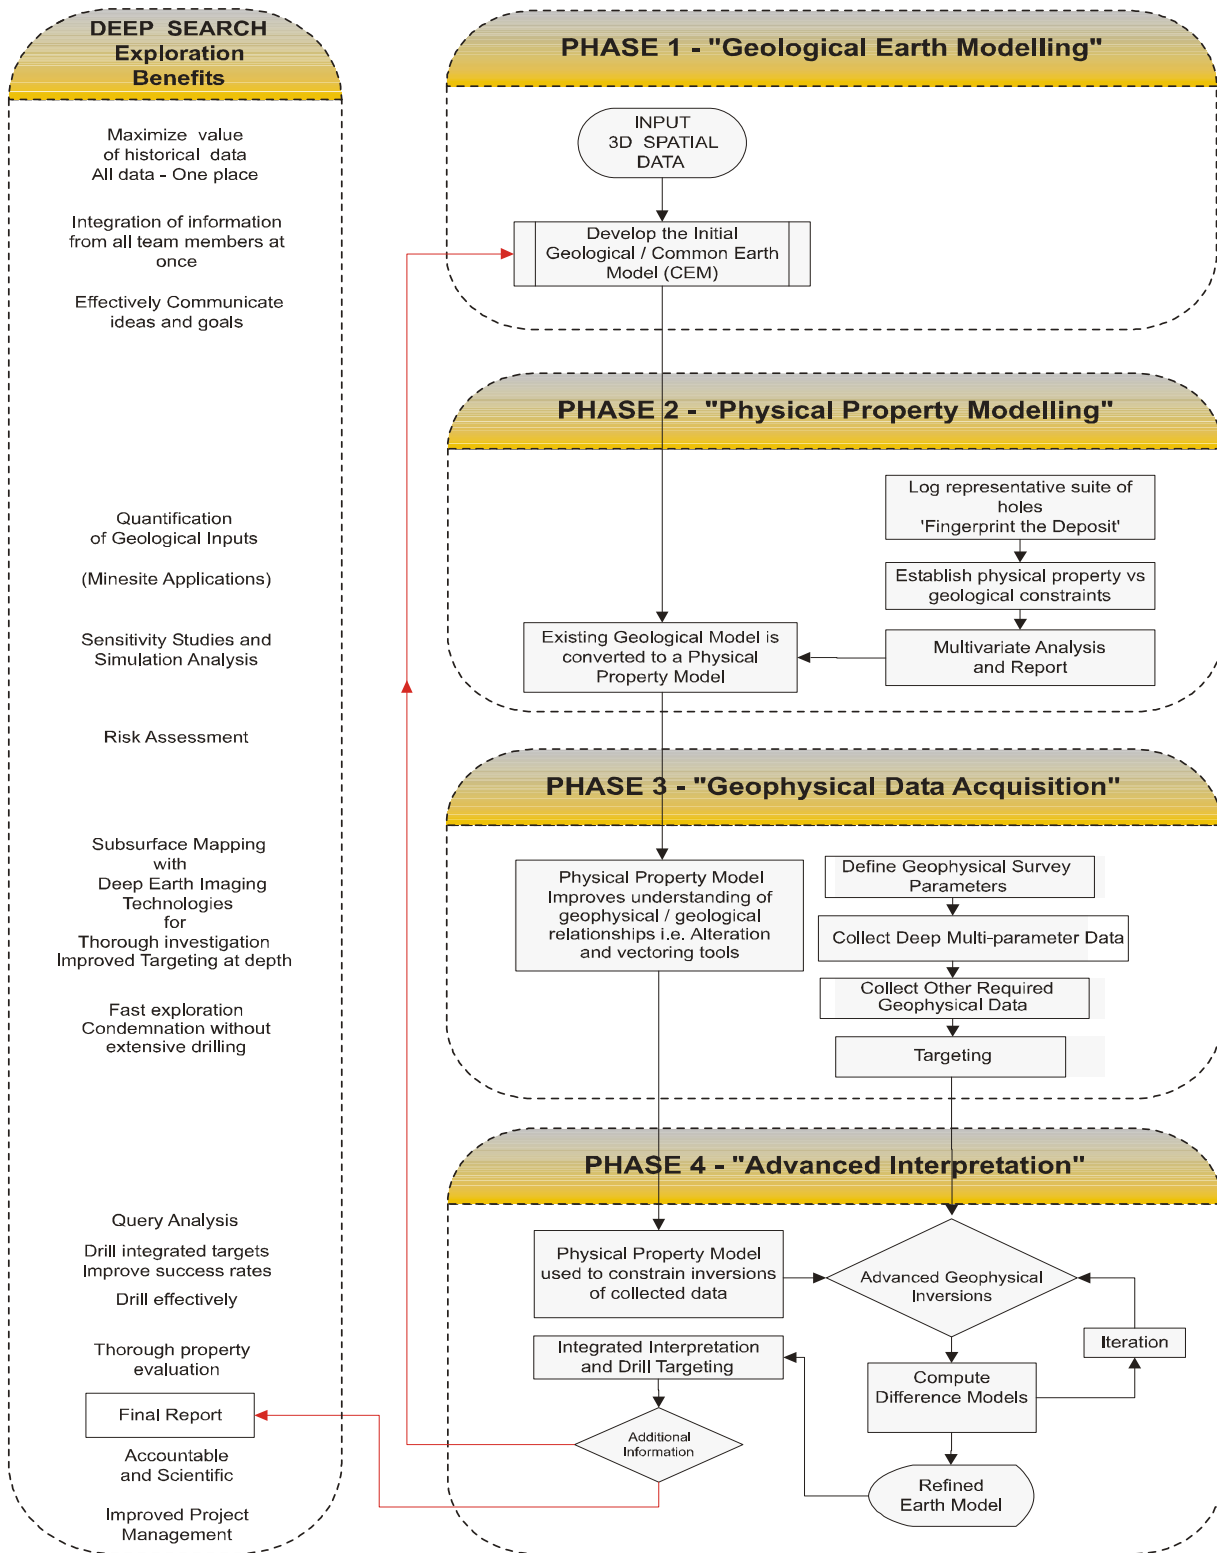 DEEP SEARCH
Exploration
Benefits
Maximize value
of historical data
All data - One place
Integration of information
from all team members at
once
Effectively Communicate
ideas and goals
Quantification
of Geological Inputs
(Minesite Applications)
Sensitivity Studies and
Simulation Analysis
Risk Assessment
Subsurface Mapping
with
Deep Earth Imaging
Technologies
for
Thorough investigation
Improved Targeting at depth
Fast exploration
Condemnation without
extensive drilling
Query Analysis
Drill integrated targets
Improve success rates
Drill effectively
Thorough property
evaluation
Final Report
Accountable
and Scientific
Improved Project
Management
PHASE 1 - "Geological Earth Modelling"
INPUT
3D SPATIAL
DATA
Develop the Initial
Geological / Common Earth
Model (CEM)
PHASE 2 - "Physical Property Modelling"
Log representative suite of
holes
'Fingerprint the Deposit'
Establish physical property vs
geological constraints
Multivariate Analysis
and Report
Existing Geological Model is
converted to a Physical
Property Model
PHASE 3 - "Geophysical Data Acquisition"
Physical Property Model
Improves understanding of
geophysical / geological
relationships i.e. Alteration
and vectoring tools
Define Geophysical Survey
Parameters
Collect Deep Multi-parameter Data
Collect Other Required
Geophysical Data
Targeting
PHASE 4 - "Advanced Interpretation"
Physical Property Model
used to constrain inversions
of collected data
Advanced Geophysical
Inversions
Iteration
Integrated Interpretation
and Drill Targeting
Compute
Difference Models
Additional
Information
Refined
Earth Model